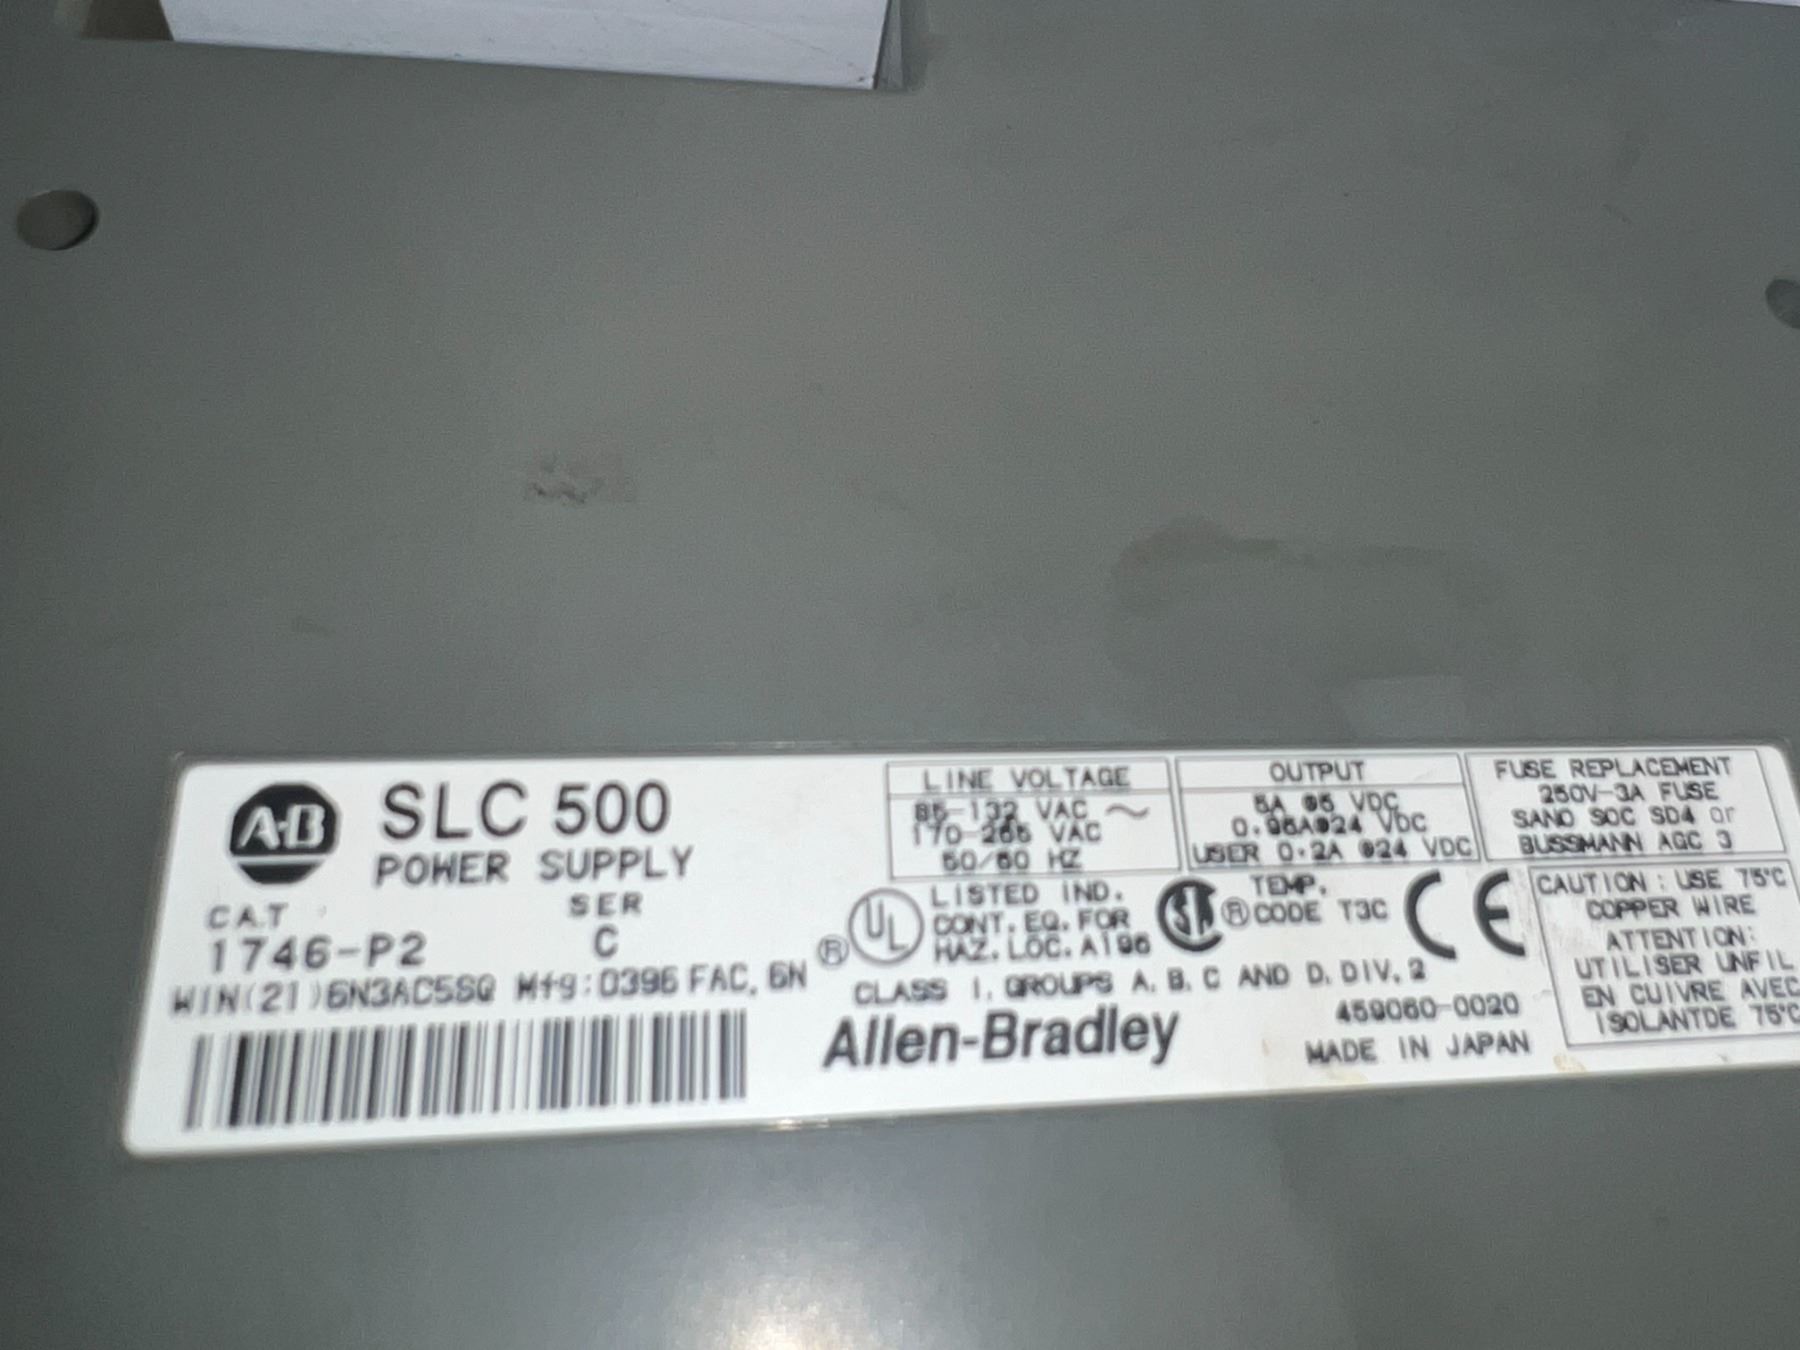 A-B
SLC 500
POWER SUPPLY
CAT
SER
1746-P2
C
WIN(21)6N3AC5SQ Mfg:0396 FAC. 6N
LINE VOLTAGE
85-132 VAC ~
170-265 VAC
50/60 HZ
OUTPUT
5A @5 VDC
0.96A@24 VDC
USER 0.2A @24 VDC
FUSE REPLACEMENT
250V-3A FUSE
SANO SOC SD4 or
BUSSMANN AGC 3
® UL
LISTED IND.
CONT. EQ. FOR
HAZ. LOC. A196
SA ®
TEMP.
CODE T3C
CE
CLASS I, GROUPS A, B, C AND D, DIV. 2
Allen-Bradley
459060-0020
MADE IN JAPAN
CAUTION : USE 75°C
COPPER WIRE
ATTENTION:
UTILISER UNFIL
EN CUIVRE AVEC
ISOLANTDE 75°C